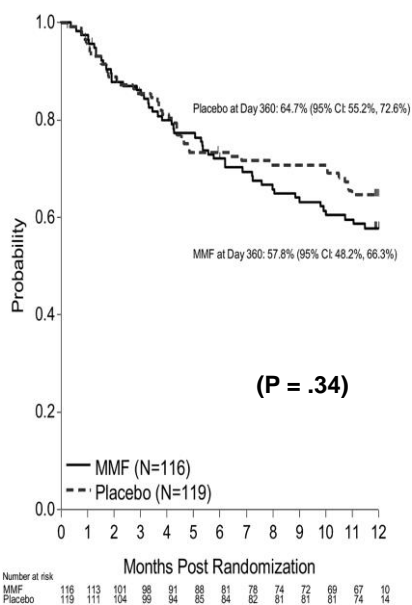 1.0
0.8
0.6
0.4
0.2
0.0
Probability
Placebo at Day 360: 64.7% (95% CI: 55.2%, 72.6%)
MMF at Day 360: 57.8% (95% CI: 48.2%, 66.3%)
(P = .34)
MMF (N=116)
Placebo (N=119)
0 1 2 3 4 5 6 7 8 9 10 11 12
Months Post Randomization
Number at risk
MMF 116 113 101 98 91 88 81 78 74 72 69 67 10
Placebo 119 111 104 99 94 85 84 82 81 81 81 74 14